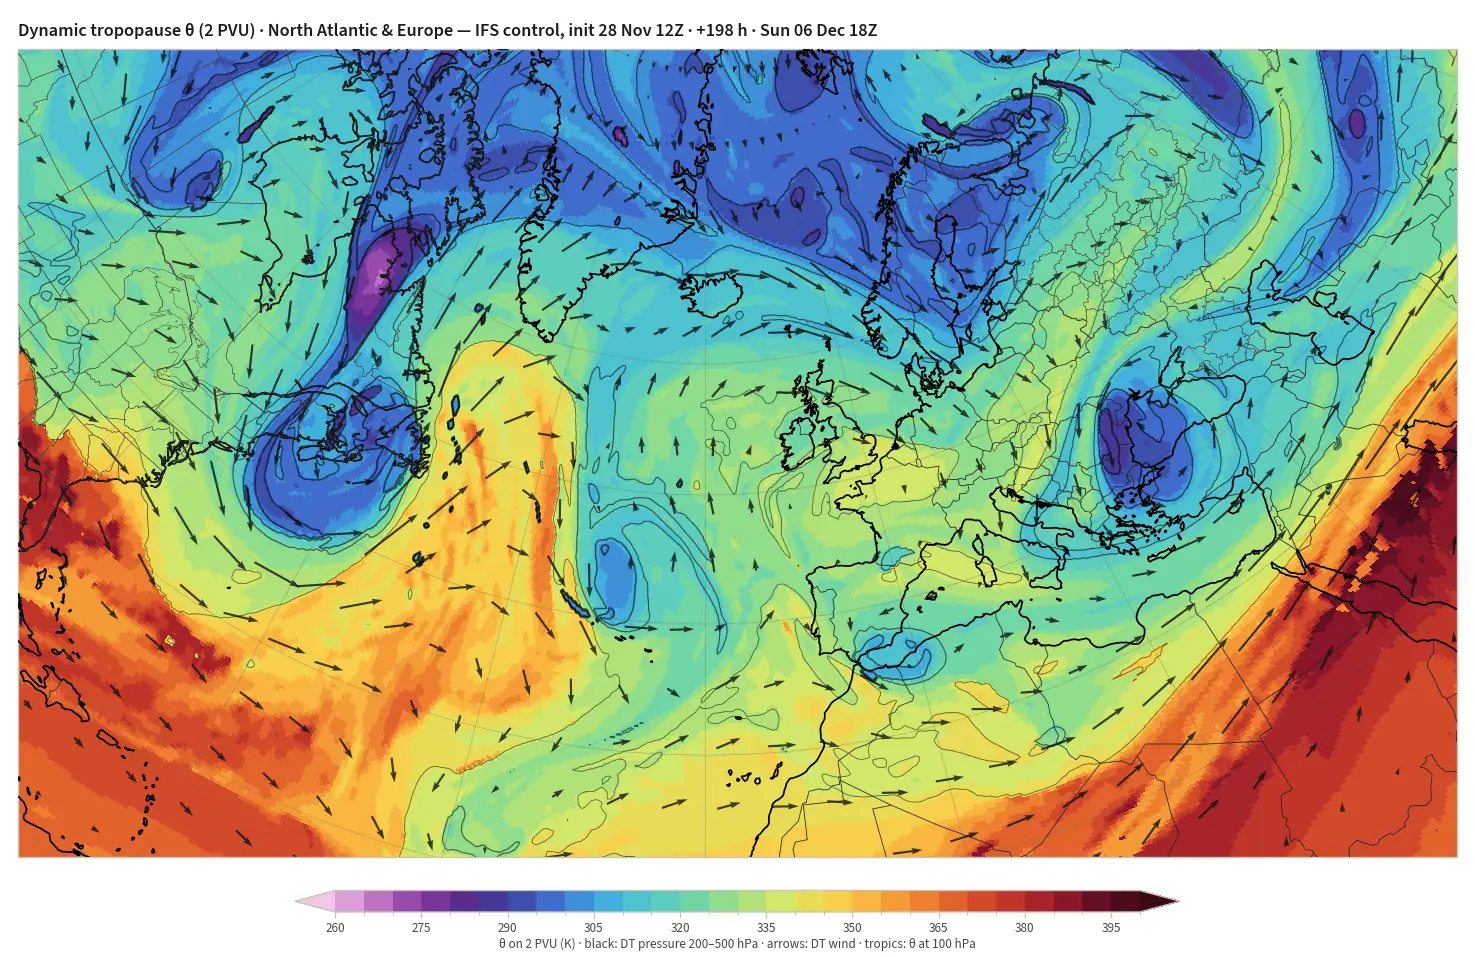 Dynamic tropopause θ (2 PVU) · North Atlantic & Europe — IFS control, init 28 Nov 12Z · +198 h · Sun 06 Dec 18Z
260 275 290 305 320 335 350 365 380 395
θ on 2 PVU (K) · black: DT pressure 200–500 hPa · arrows: DT wind · tropics: θ at 100 hPa